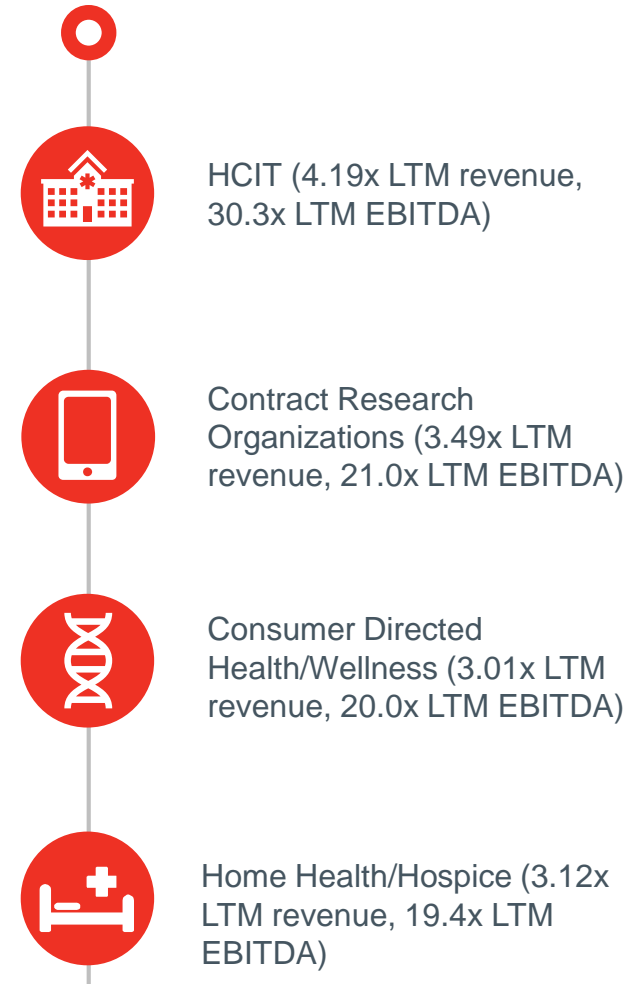 HCIT (4.19x LTM revenue,
30.3x LTM EBITDA)
Contract Research
Organizations (3.49x LTM
revenue, 21.0x LTM EBITDA)
Consumer Directed
Health/Wellness (3.01x LTM
revenue, 20.0x LTM EBITDA)
Home Health/Hospice (3.12x
LTM revenue, 19.4x LTM
EBITDA)